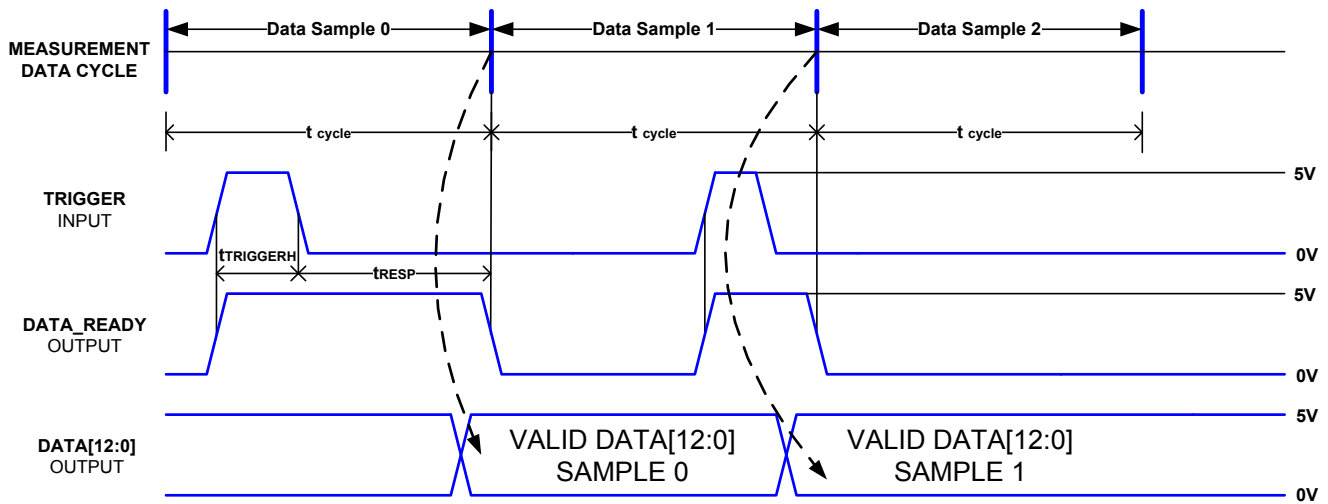 Data Sample 0
Data Sample 1
Data Sample 2
MEASUREMENT
DATA CYCLE
t cycle
t cycle
t cycle
5V
TRIGGER
INPUT
0V
tTRIGGERH
tRESP
5V
DATA_READY
OUTPUT
0V
5V
DATA[12:0]
OUTPUT
VALID DATA[12:0]
SAMPLE 0
VALID DATA[12:0]
SAMPLE 1
0V